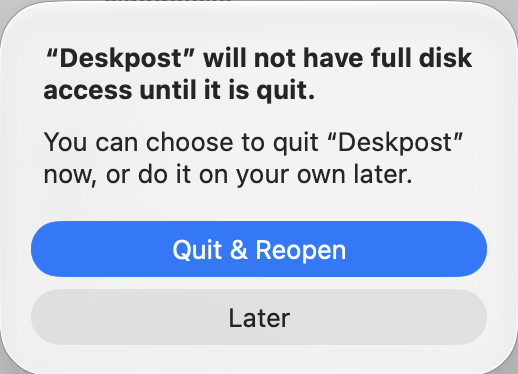 “Deskpost” will not have full disk
access until it is quit.
You can choose to quit “Deskpost”
now, or do it on your own later.
Quit & Reopen
Later